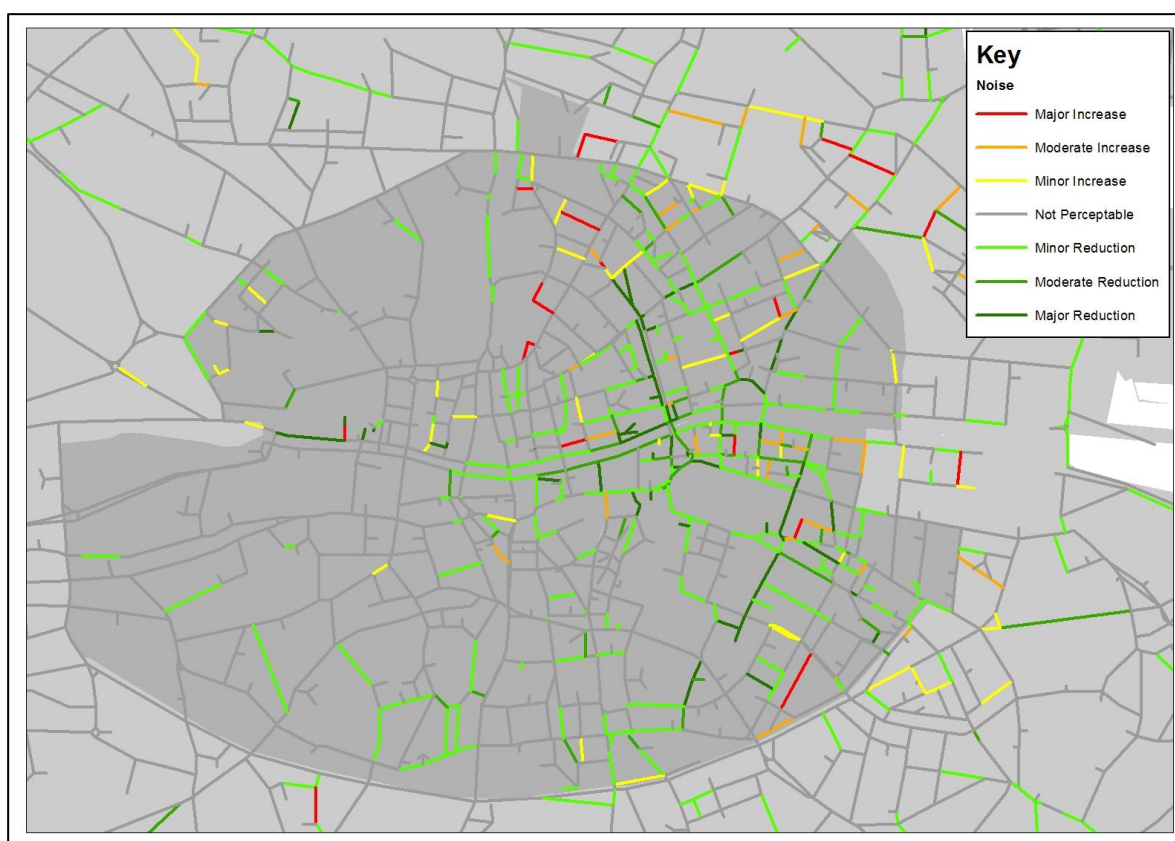 Key
Noise
Major Increase
Moderate Increase
Minor Increase
Not Perceptable
Minor Reduction
Moderate Reduction
Major Reduction